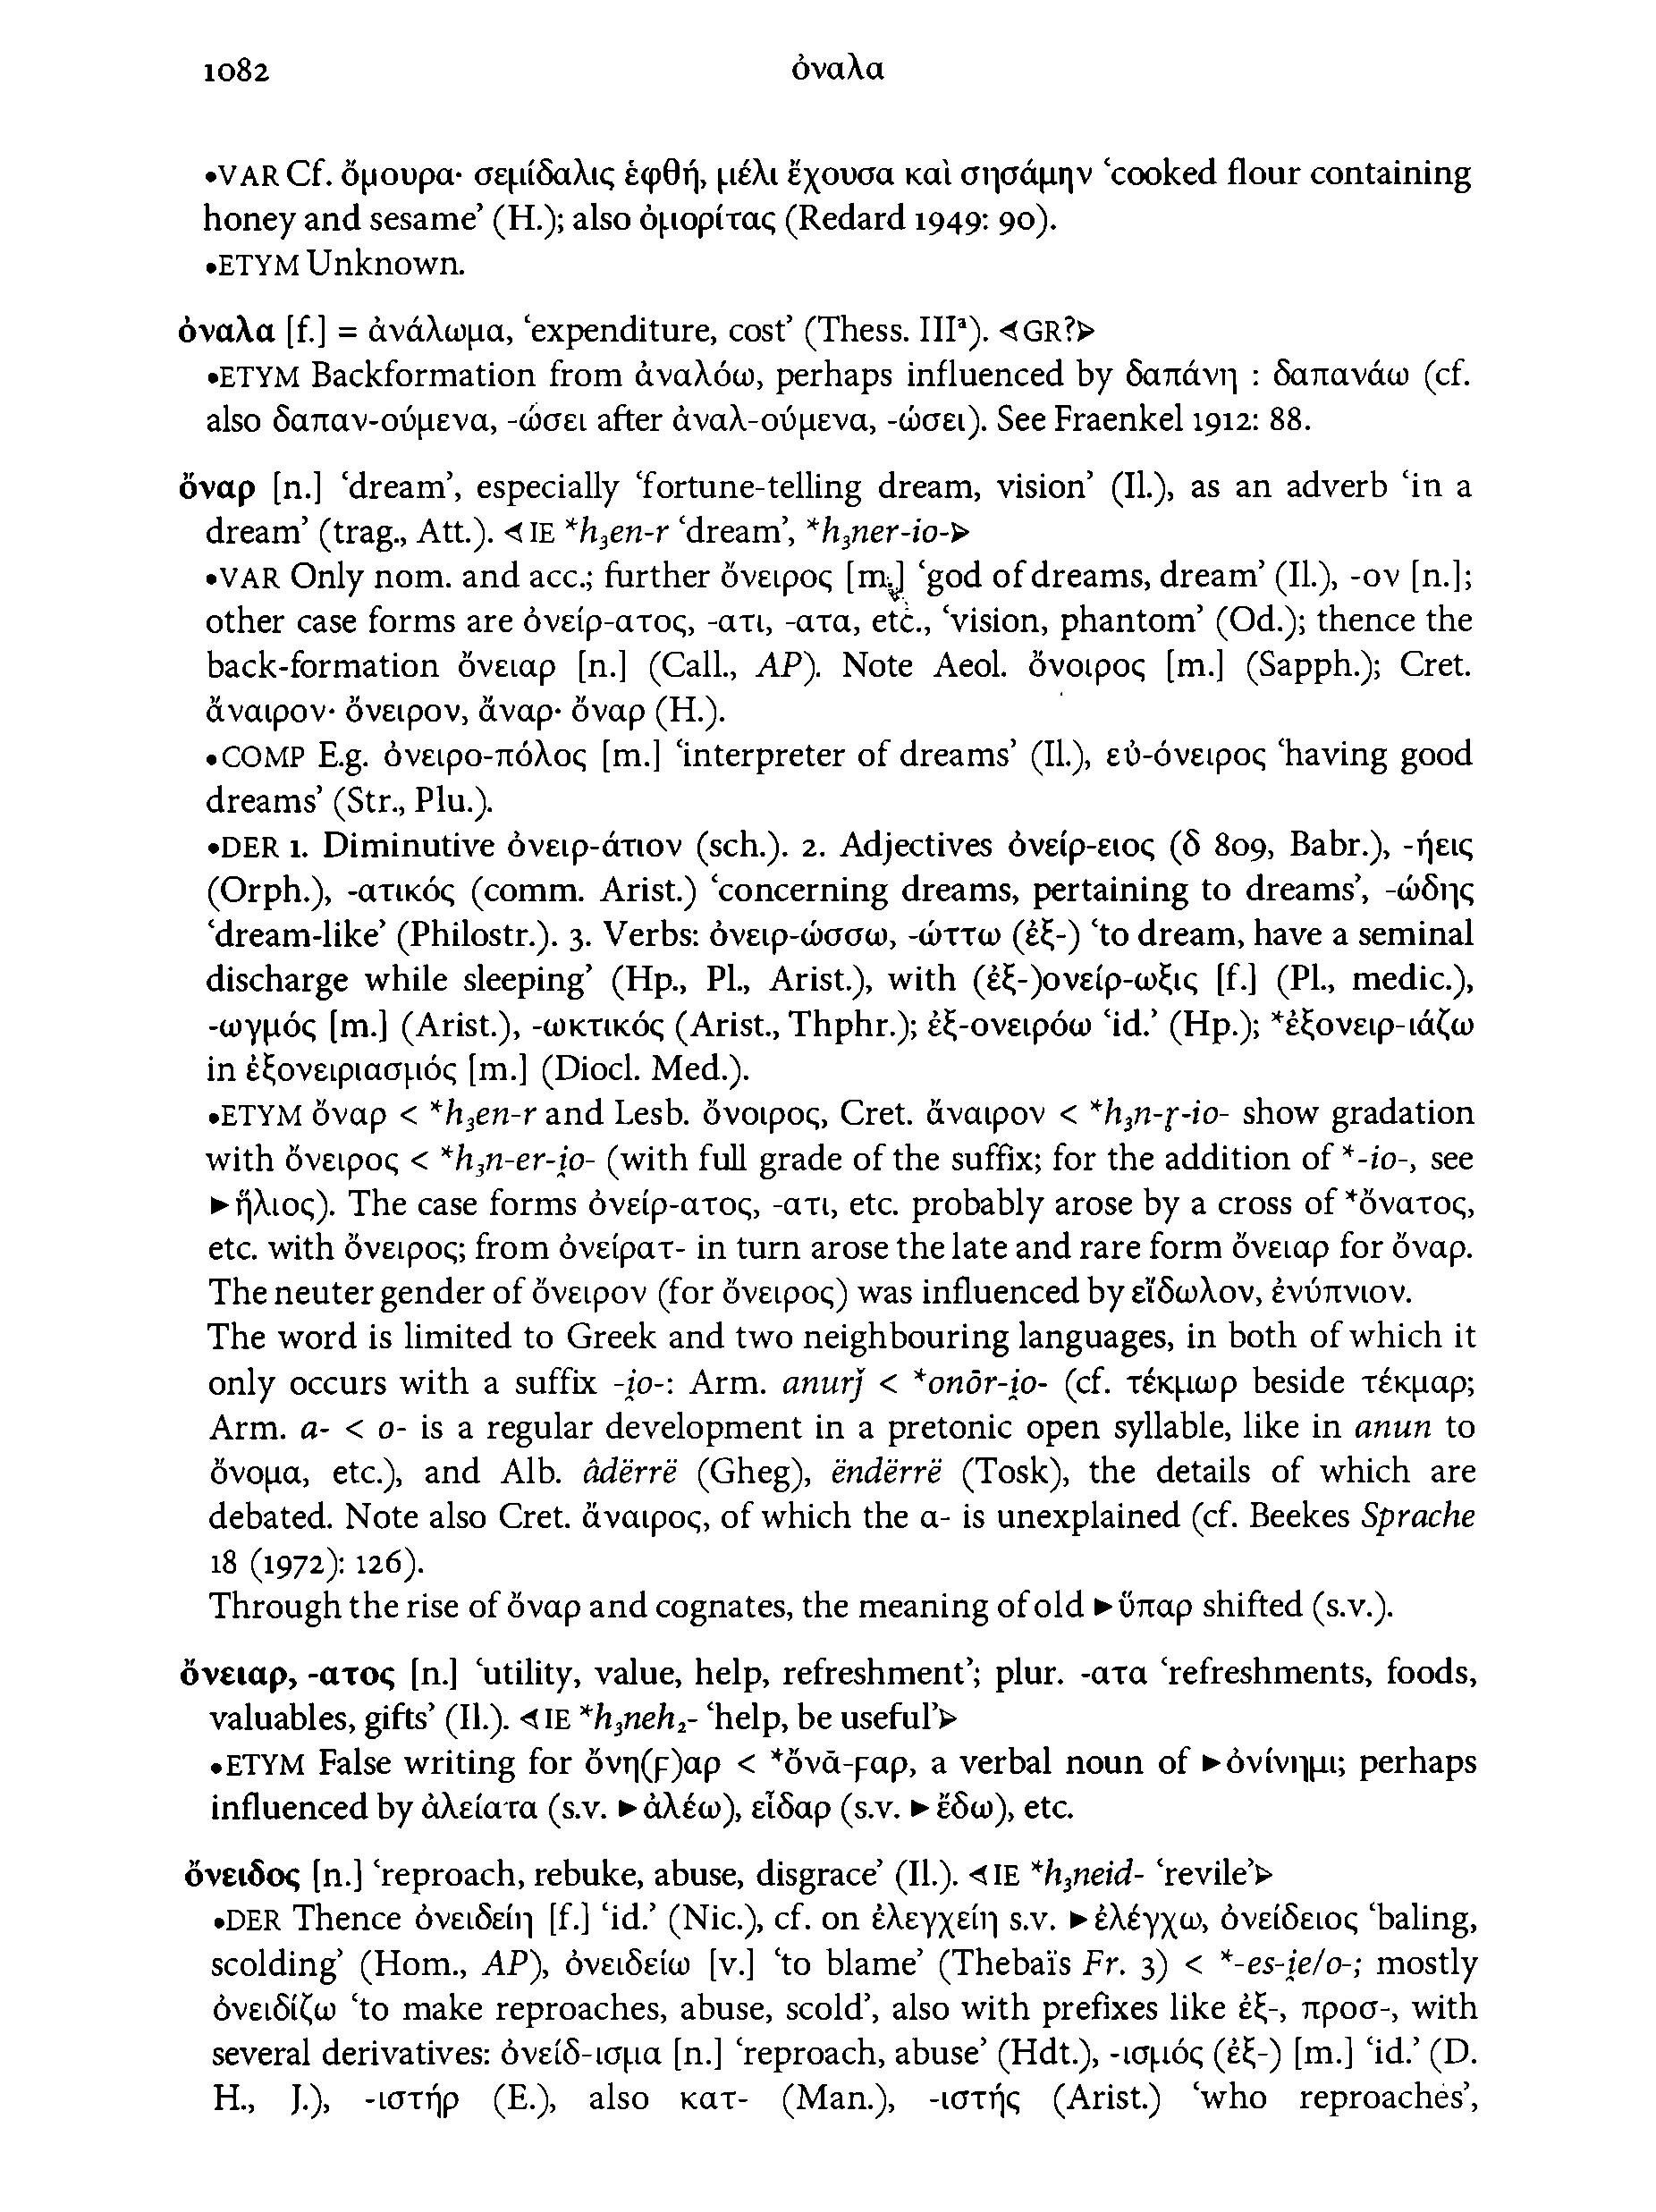 1082 ὀναλα
•VAR Cf. ὄμουρα· σεμίδαλις ἑφθή, μέλι ἔχουσα καὶ σησάμην ‘cooked flour containing
honey and sesame’ (H.); also ὀμορίτας (Redard 1949: 90).
•ETYM Unknown.
ὀναλα [f.] = ἀνάλωμα, ‘expenditure, cost’ (Thess. IIIᵃ). ⊲GR?⊳
•ETYM Backformation from ἀναλόω, perhaps influenced by δαπάνη : δαπανάω (cf.
also δαπαν-ούμενα, -ώσει after ἀναλ-ούμενα, -ώσει). See Fraenkel 1912: 88.
ὄναρ [n.] ‘dream’, especially ‘fortune-telling dream, vision’ (Il.), as an adverb ‘in a
dream’ (trag., Att.). ⊲IE *h₃en-r ‘dream’, *h₃ner-io-⊳
•VAR Only nom. and acc.; further ὄνειρος [m.] ‘god of dreams, dream’ (Il.), -ον [n.];
other case forms are ὀνείρ-ατος, -ατι, -ατα, etc., ‘vision, phantom’ (Od.); thence the
back-formation ὄνειαρ [n.] (Call., AP). Note Aeol. ὄνοιρος [m.] (Sapph.); Cret.
ἄναιρον· ὄνειρον, ἄναρ· ὄναρ (H.).
•COMP E.g. ὀνειρο-πόλος [m.] ‘interpreter of dreams’ (Il.), εὐ-όνειρος ‘having good
dreams’ (Str., Plu.).
•DER 1. Diminutive ὀνειρ-άτιον (sch.). 2. Adjectives ὀνείρ-ειος (δ 809, Babr.), -ήεις
(Orph.), -ατικός (comm. Arist.) ‘concerning dreams, pertaining to dreams’, -ώδης
‘dream-like’ (Philostr.). 3. Verbs: ὀνειρ-ώσσω, -ώττω (ἐξ-) ‘to dream, have a seminal
discharge while sleeping’ (Hp., Pl., Arist.), with (ἐξ-)ονείρ-ωξις [f.] (Pl., medic.),
-ωγμός [m.] (Arist.), -ωκτικός (Arist., Thphr.); ἐξ-ονειρόω ‘id.’ (Hp.); *ἐξονειρ-ιάζω
in ἐξονειριασμός [m.] (Diocl. Med.).
•ETYM ὄναρ < *h₃en-r and Lesb. ὄνοιρος, Cret. ἄναιρον < *h₃n-r̥-io- show gradation
with ὄνειρος < *h₃n-er-i̯o- (with full grade of the suffix; for the addition of *-io-, see
►ἥλιος). The case forms ὀνείρ-ατος, -ατι, etc. probably arose by a cross of *ὄνατος,
etc. with ὄνειρος; from ὀνείρατ- in turn arose the late and rare form ὄνειαρ for ὄναρ.
The neuter gender of ὄνειρον (for ὄνειρος) was influenced by εἴδωλον, ἐνύπνιον.
The word is limited to Greek and two neighbouring languages, in both of which it
only occurs with a suffix -i̯o-: Arm. anurǰ < *onōr-i̯o- (cf. τέκμωρ beside τέκμαρ;
Arm. a- < o- is a regular development in a pretonic open syllable, like in anun to
ὄνομα, etc.), and Alb. âdërrë (Gheg), ëndërrë (Tosk), the details of which are
debated. Note also Cret. ἄναιρος, of which the α- is unexplained (cf. Beekes Sprache
18 (1972): 126).
Through the rise of ὄναρ and cognates, the meaning of old ►ὕπαρ shifted (s.v.).
ὄνειαρ, -ατος [n.] ‘utility, value, help, refreshment’; plur. -ατα ‘refreshments, foods,
valuables, gifts’ (Il.). ⊲IE *h₃neh₂- ‘help, be useful’⊳
•ETYM False writing for ὄνη(ϝ)αρ < *ὄνᾱ-ϝαρ, a verbal noun of ►ὀνίνημι; perhaps
influenced by ἀλείατα (s.v. ►ἀλέω), εἶδαρ (s.v. ►ἔδω), etc.
ὄνειδος [n.] ‘reproach, rebuke, abuse, disgrace’ (Il.). ⊲IE *h₃neid- ‘revile’⊳
•DER Thence ὀνειδείη [f.] ‘id.’ (Nic.), cf. on ἐλεγχείη s.v. ►ἐλέγχω, ὀνείδειος ‘baling,
scolding’ (Hom., AP), ὀνειδείω [v.] ‘to blame’ (Thebaïs Fr. 3) < *-es-i̯e/o-; mostly
ὀνειδίζω ‘to make reproaches, abuse, scold’, also with prefixes like ἐξ-, προσ-, with
several derivatives: ὀνείδ-ισμα [n.] ‘reproach, abuse’ (Hdt.), -ισμός (ἐξ-) [m.] ‘id.’ (D.
H., J.), -ιστήρ (E.), also κατ- (Man.), -ιστής (Arist.) ‘who reproaches’,